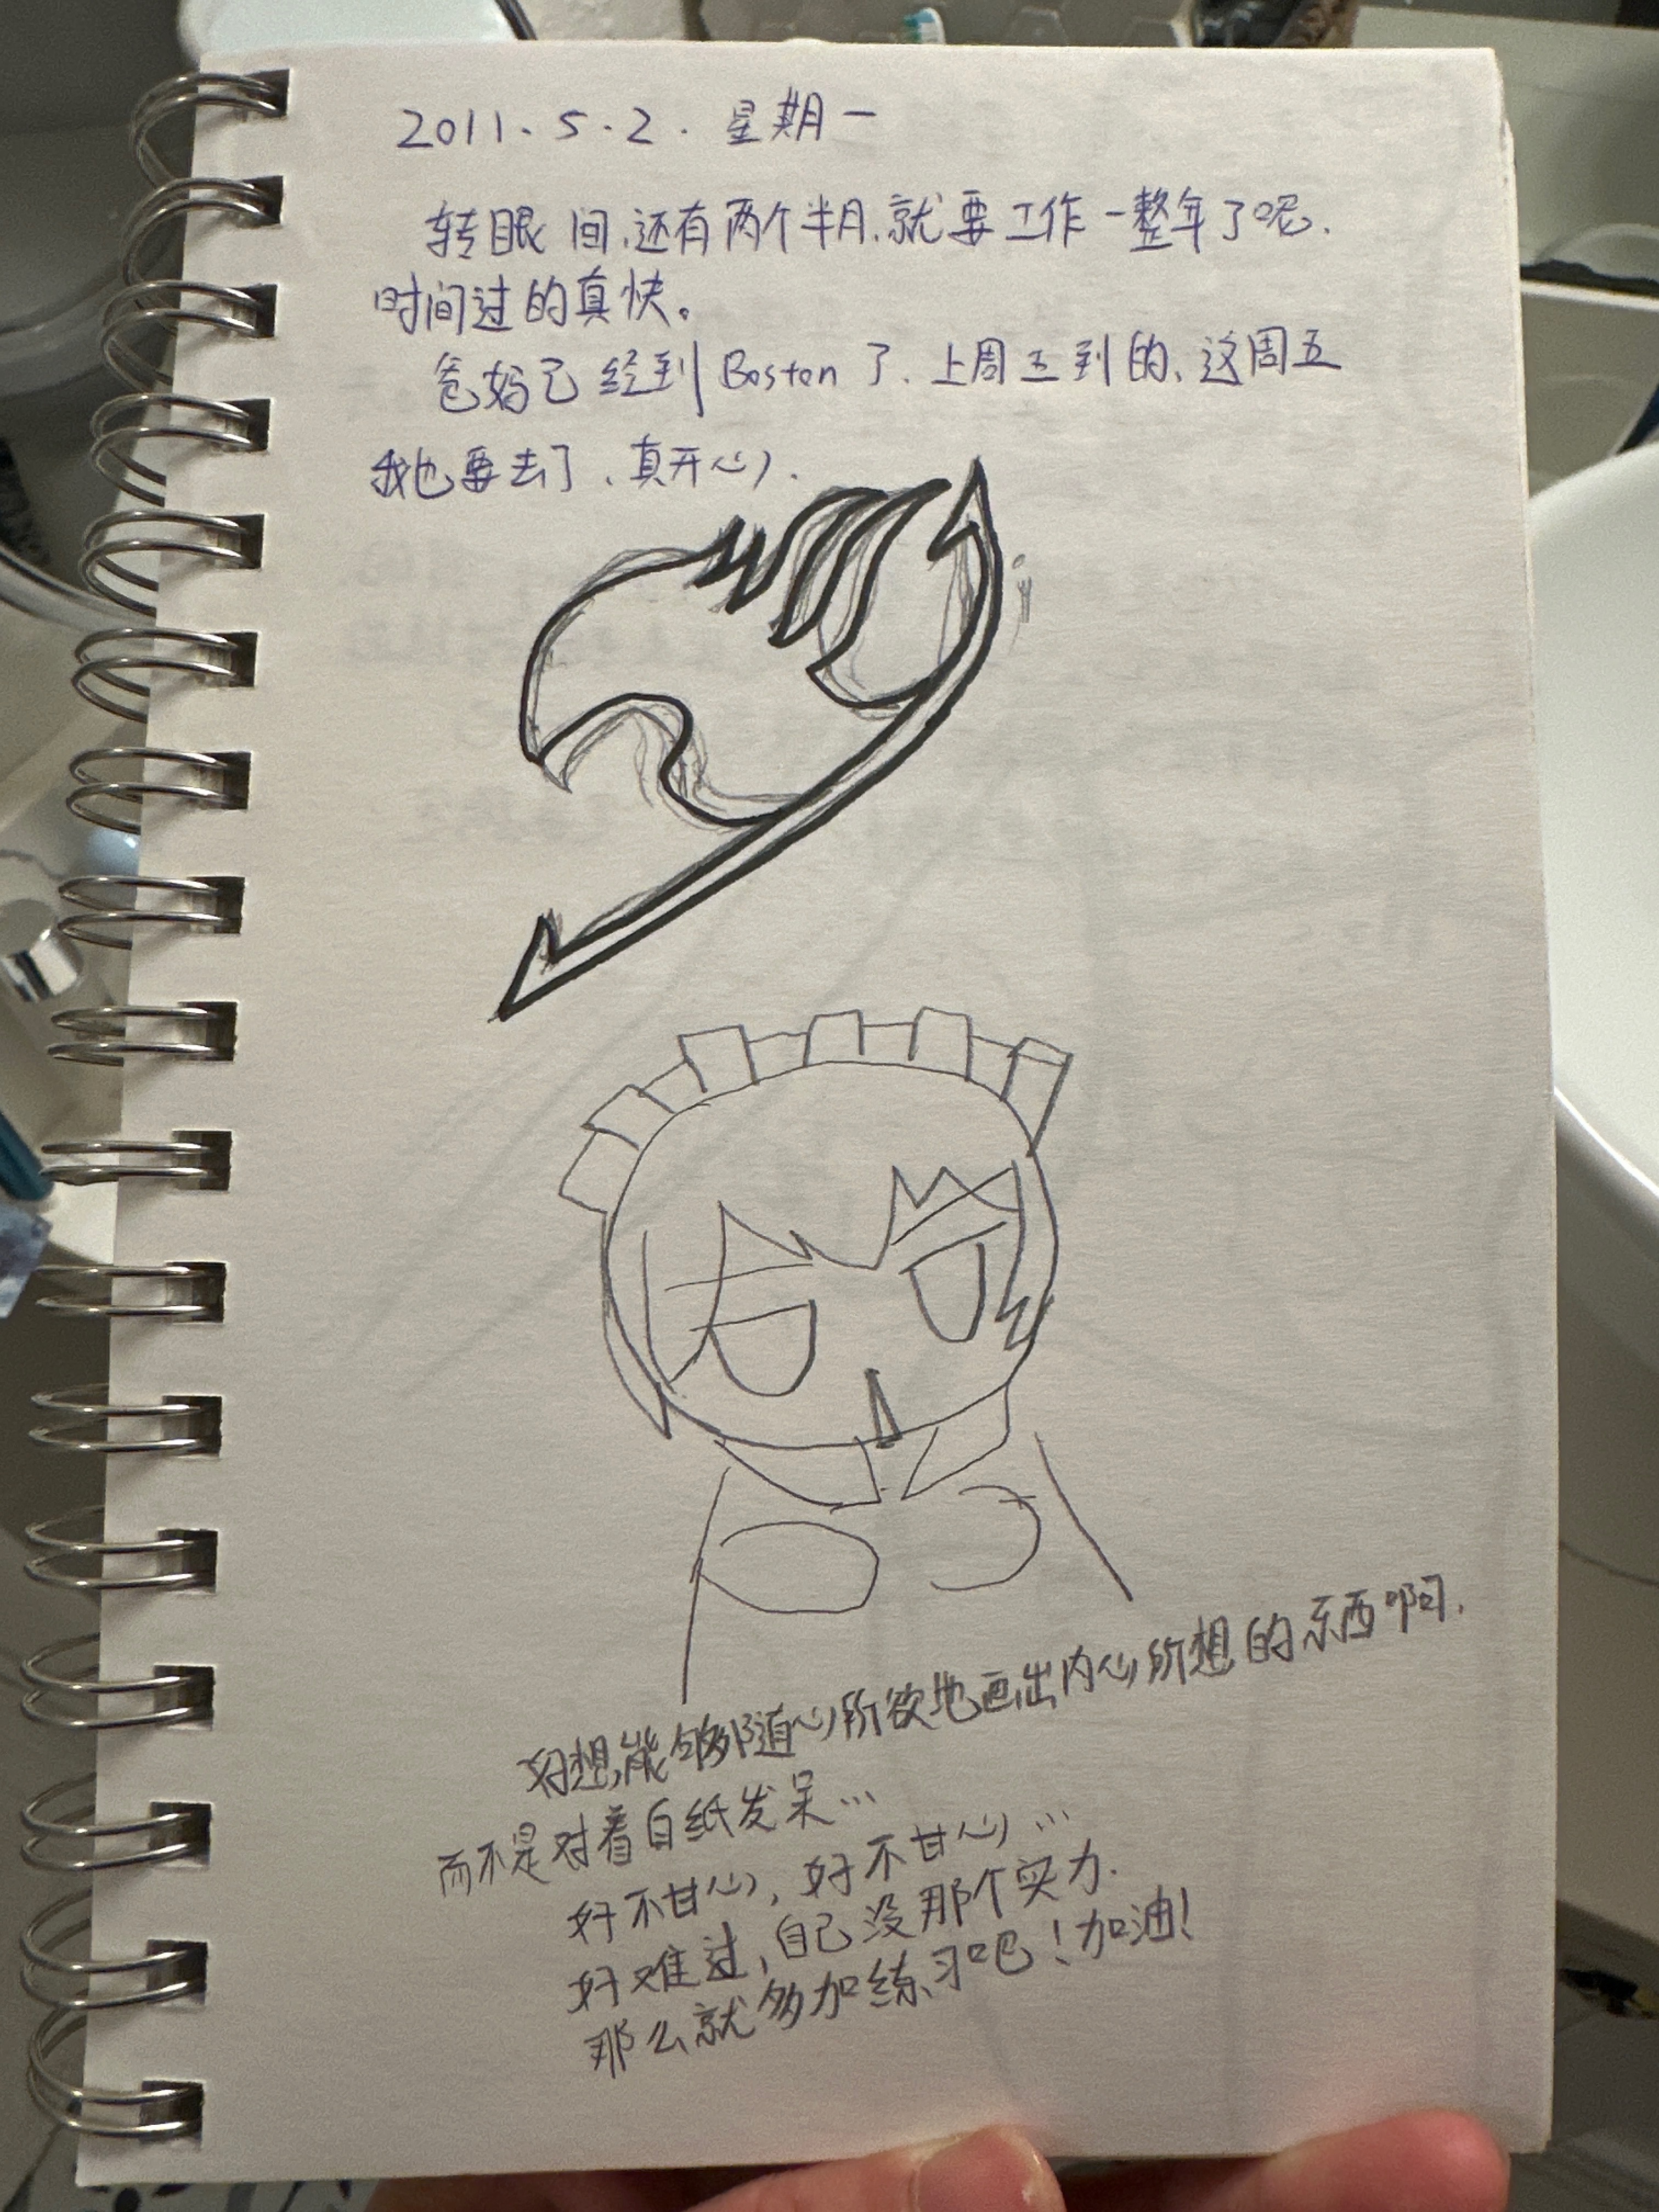 2011.5.2. 星期一
转眼间,还有两个半月,就要工作一整年了呢.
时间过的真快。
爸妈已经到Boston了.上周五到的、这周五
我也要去了、真开心.
好想能够随心所欲地画出内心所想的东西啊.
而不是对着白纸发呆…
好不甘心,好不甘心…
好难过,自己没那个实力.
那么就多加练习吧!加油!